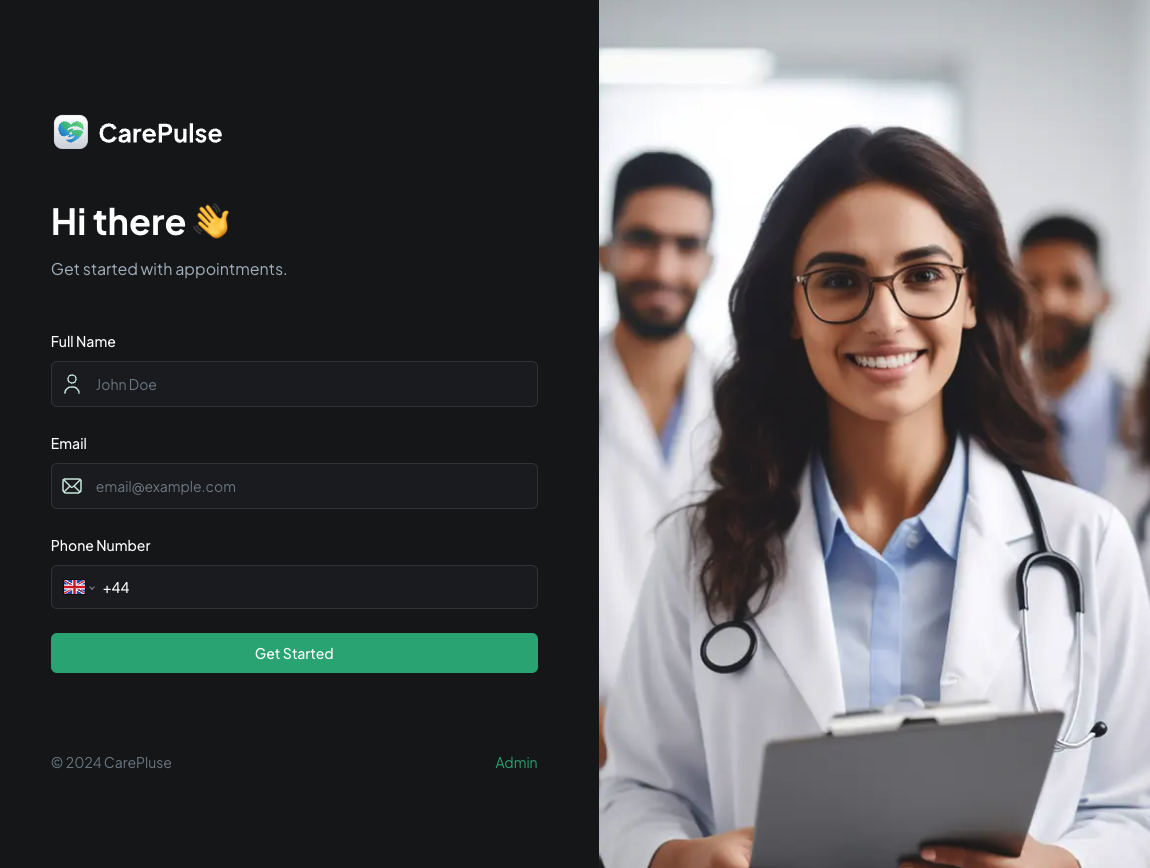 CarePulse
Hi there 👋
Get started with appointments.
Full Name
John Doe
Email
email@example.com
Phone Number
+44
Get Started
© 2024 CarePluse
Admin